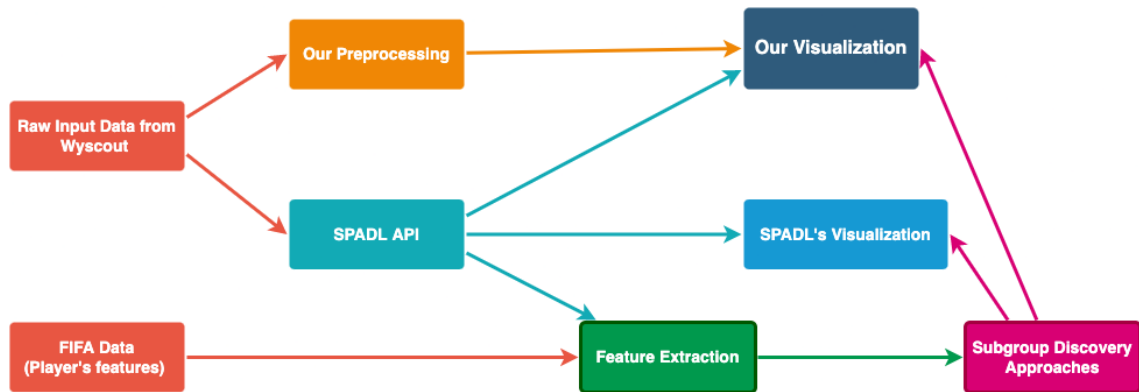 Our Preprocessing
Our Visualization
Raw Input Data from
Wyscout
SPADL API
SPADL's Visualization
FIFA Data
(Player's features)
Feature Extraction
Subgroup Discovery
Approaches